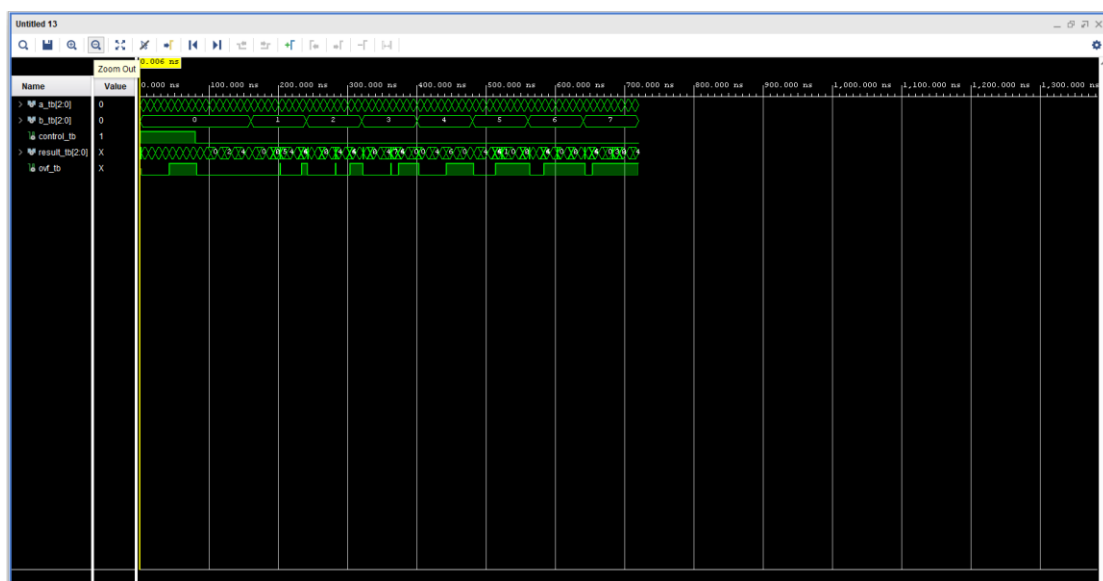 Untitled 13
Zoom Out
0.006 ns
Name Value
0.000 ns 100.000 ns 200.000 ns 300.000 ns 400.000 ns 500.000 ns 600.000 ns 700.000 ns 800.000 ns 900.000 ns 1,000.000 ns 1,100.000 ns 1,200.000 ns 1,300.000 ns
a_tb[2:0] 0
b_tb[2:0] 0 0 1 2 3 4 5 6 7
control_tb 1
result_tb[2:0] X 0 2 4
ovf_tb X